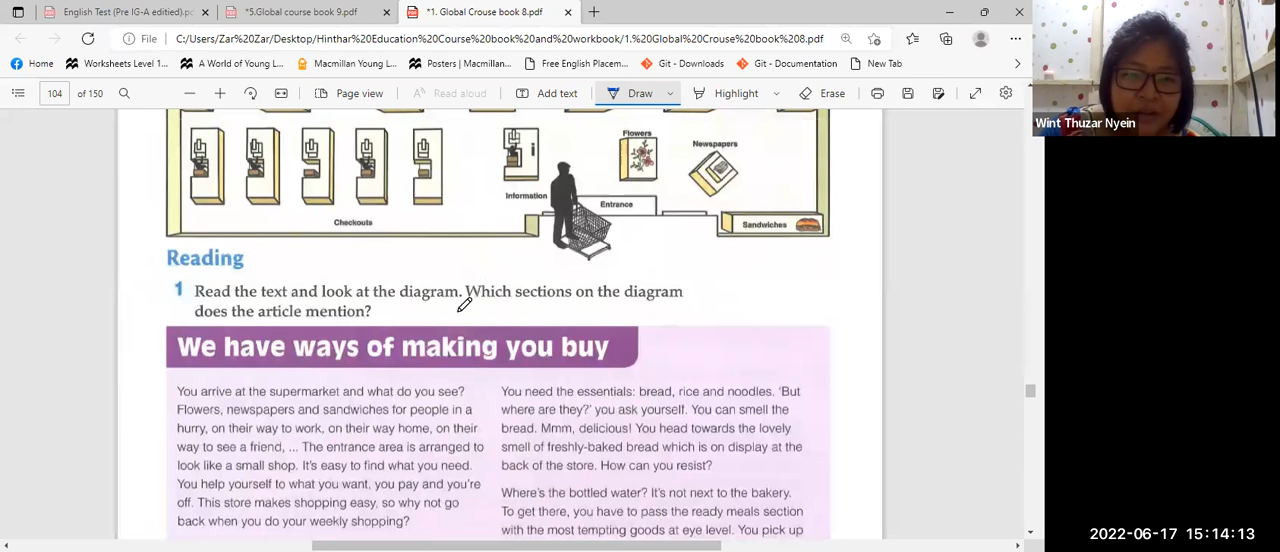 English Test (Pre IG-A editied).pd
*5.Global course book 9.pdf
*1. Global Crouse book 8.pdf
File
C:/Users/Zar%20Zar/Desktop/Hinthar%20Education%20Course%20book%20and%20workbook/1.%20Global%20Crouse%20book%208.pdf
Home
Worksheets Level 1...
A World of Young L...
Macmillan Young L...
Posters | Macmillan...
Free English Placem...
Git - Downloads
Git - Documentation
New Tab
104 of 150
Page view
Read aloud
Add text
Draw
Highlight
Erase
Wint Thuzar Nyein
Flowers
Newspapers
i
Information
Entrance
Checkouts
Sandwiches
Reading
1 Read the text and look at the diagram. Which sections on the diagram
does the article mention?
We have ways of making you buy
You arrive at the supermarket and what do you see?
Flowers, newspapers and sandwiches for people in a
hurry, on their way to work, on their way home, on their
way to see a friend, ... The entrance area is arranged to
look like a small shop. It's easy to find what you need.
You help yourself to what you want, you pay and you're
off. This store makes shopping easy, so why not go
back when you do your weekly shopping?
You need the essentials: bread, rice and noodles. 'But
where are they?' you ask yourself. You can smell the
bread. Mmm, delicious! You head towards the lovely
smell of freshly-baked bread which is on display at the
back of the store. How can you resist?
Where's the bottled water? It's not next to the bakery.
To get there, you have to pass the ready meals section
with the most tempting goods at eye level. You pick up
2022-06-17 15:14:13